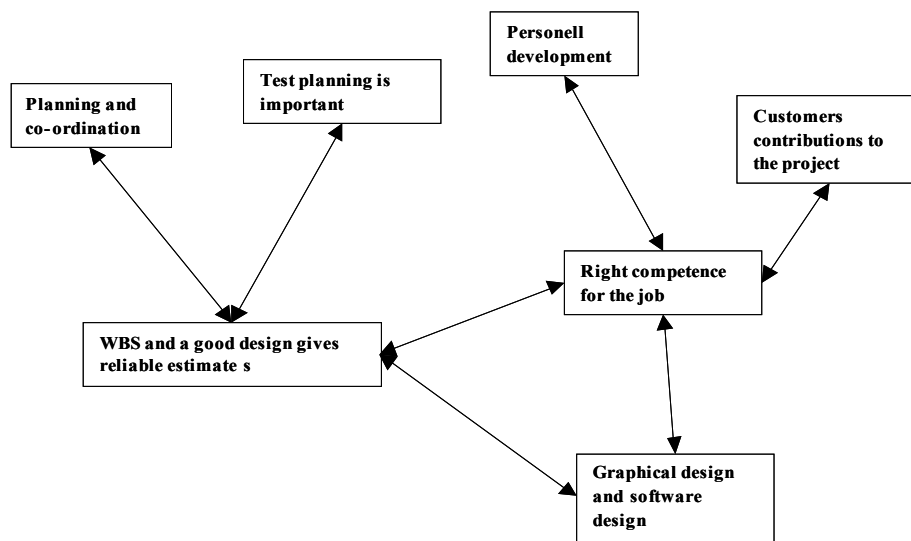 Personell
development
Test planning is
important
Planning and
co-ordination
Customers
contributions to
the project
Right competence
for the job
WBS and a good design gives
reliable estimate s
Graphical design
and software
design